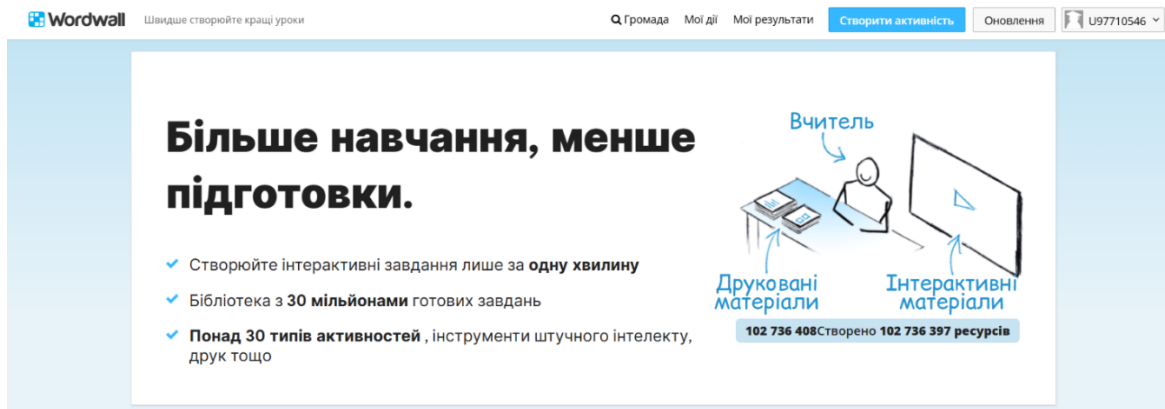 Wordwall Швидше створюйте кращі уроки Громада Мої дії Мої результати Створити активність Оновлення U97710546
Більше навчання, менше
підготовки.
Створюйте інтерактивні завдання лише за одну хвилину
Бібліотека з 30 мільйонами готових завдань
Понад 30 типів активностей , інструменти штучного інтелекту,
друк тощо
Вчитель
Друковані
матеріали
Інтерактивні
матеріали
102 736 408Створено 102 736 397 ресурсів